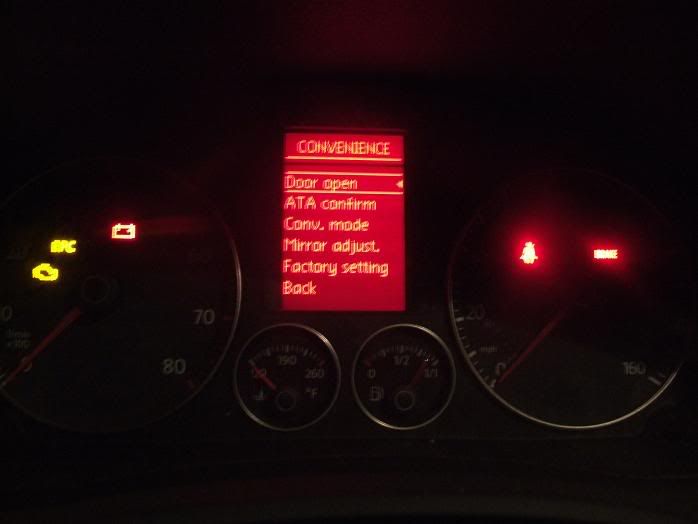 CONVENIENCE
Door open
ATA confirm
Conv. mode
Mirror adjust.
Factory setting
Back
EPC
BRAKE
70
80
190
260
°F
0
1/2
1/1
20
mph
0
160